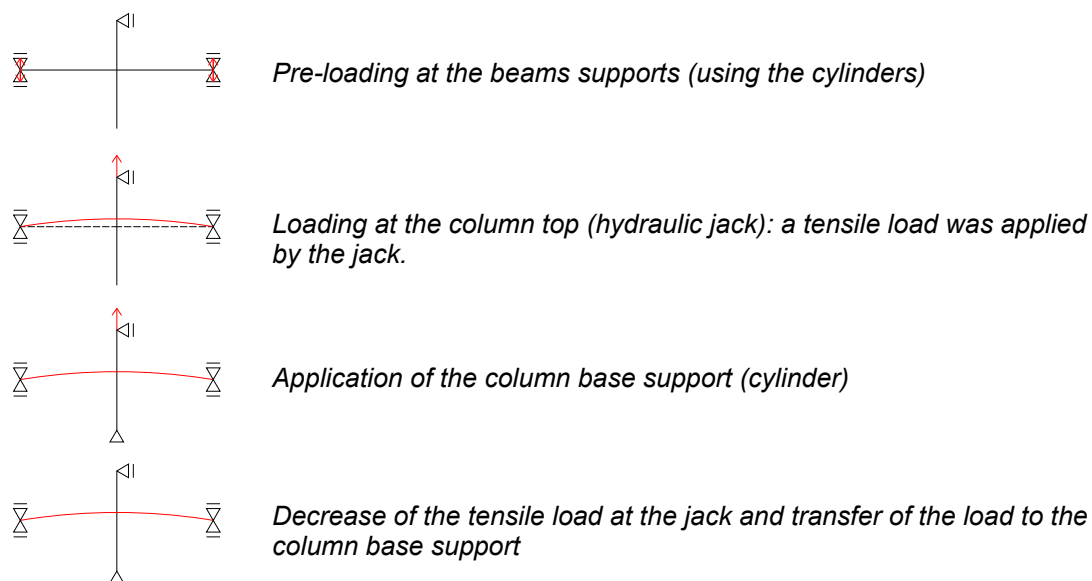 Pre-loading at the beams supports (using the cylinders)
Loading at the column top (hydraulic jack): a tensile load was applied
by the jack.
Application of the column base support (cylinder)
Decrease of the tensile load at the jack and transfer of the load to the
column base support